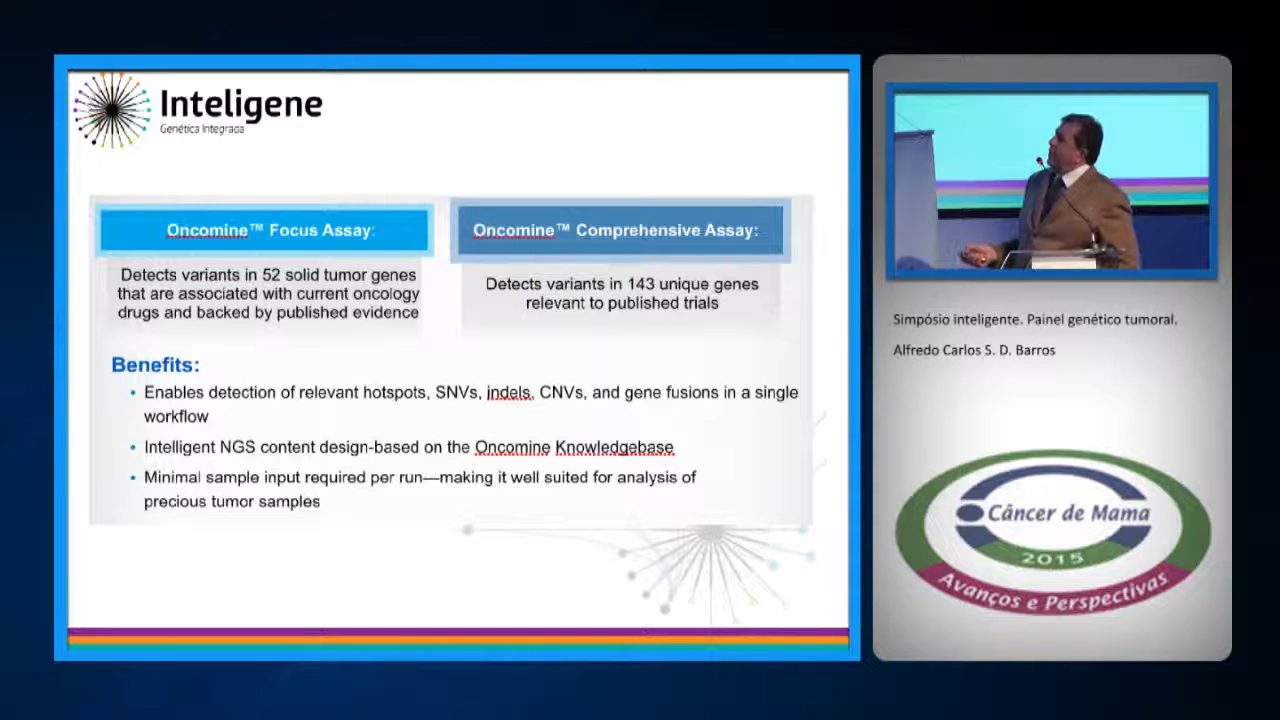 Inteligene
Genética Integrada
Oncomine™ Focus Assay:
Oncomine™ Comprehensive Assay:
Detects variants in 52 solid tumor genes
that are associated with current oncology
drugs and backed by published evidence
Detects variants in 143 unique genes
relevant to published trials
Benefits:
• Enables detection of relevant hotspots, SNVs, indels, CNVs, and gene fusions in a single
workflow
• Intelligent NGS content design-based on the Oncomine Knowledgebase
• Minimal sample input required per run—making it well suited for analysis of
precious tumor samples
Simpósio inteligente. Painel genético tumoral.
Alfredo Carlos S. D. Barros
Câncer de Mama
2015
Avanços e Perspectivas